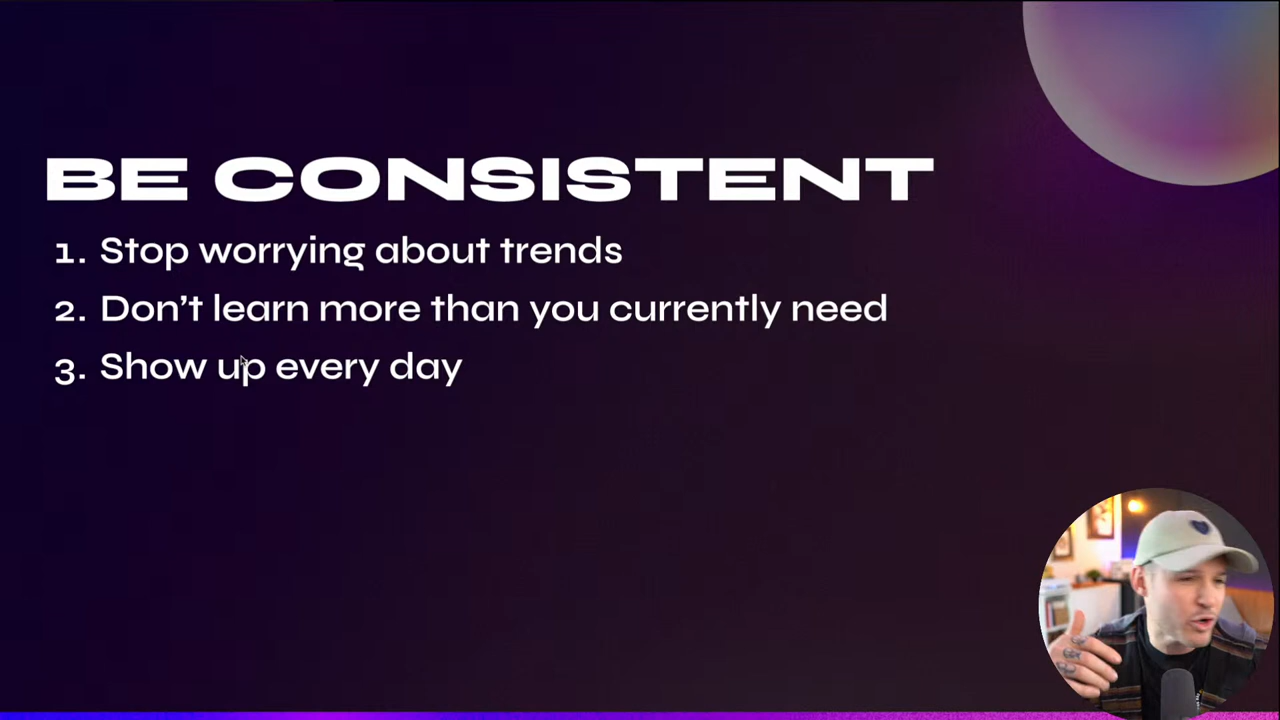 BE CONSISTENT
1. Stop worrying about trends
2. Don’t learn more than you currently need
3. Show up every day